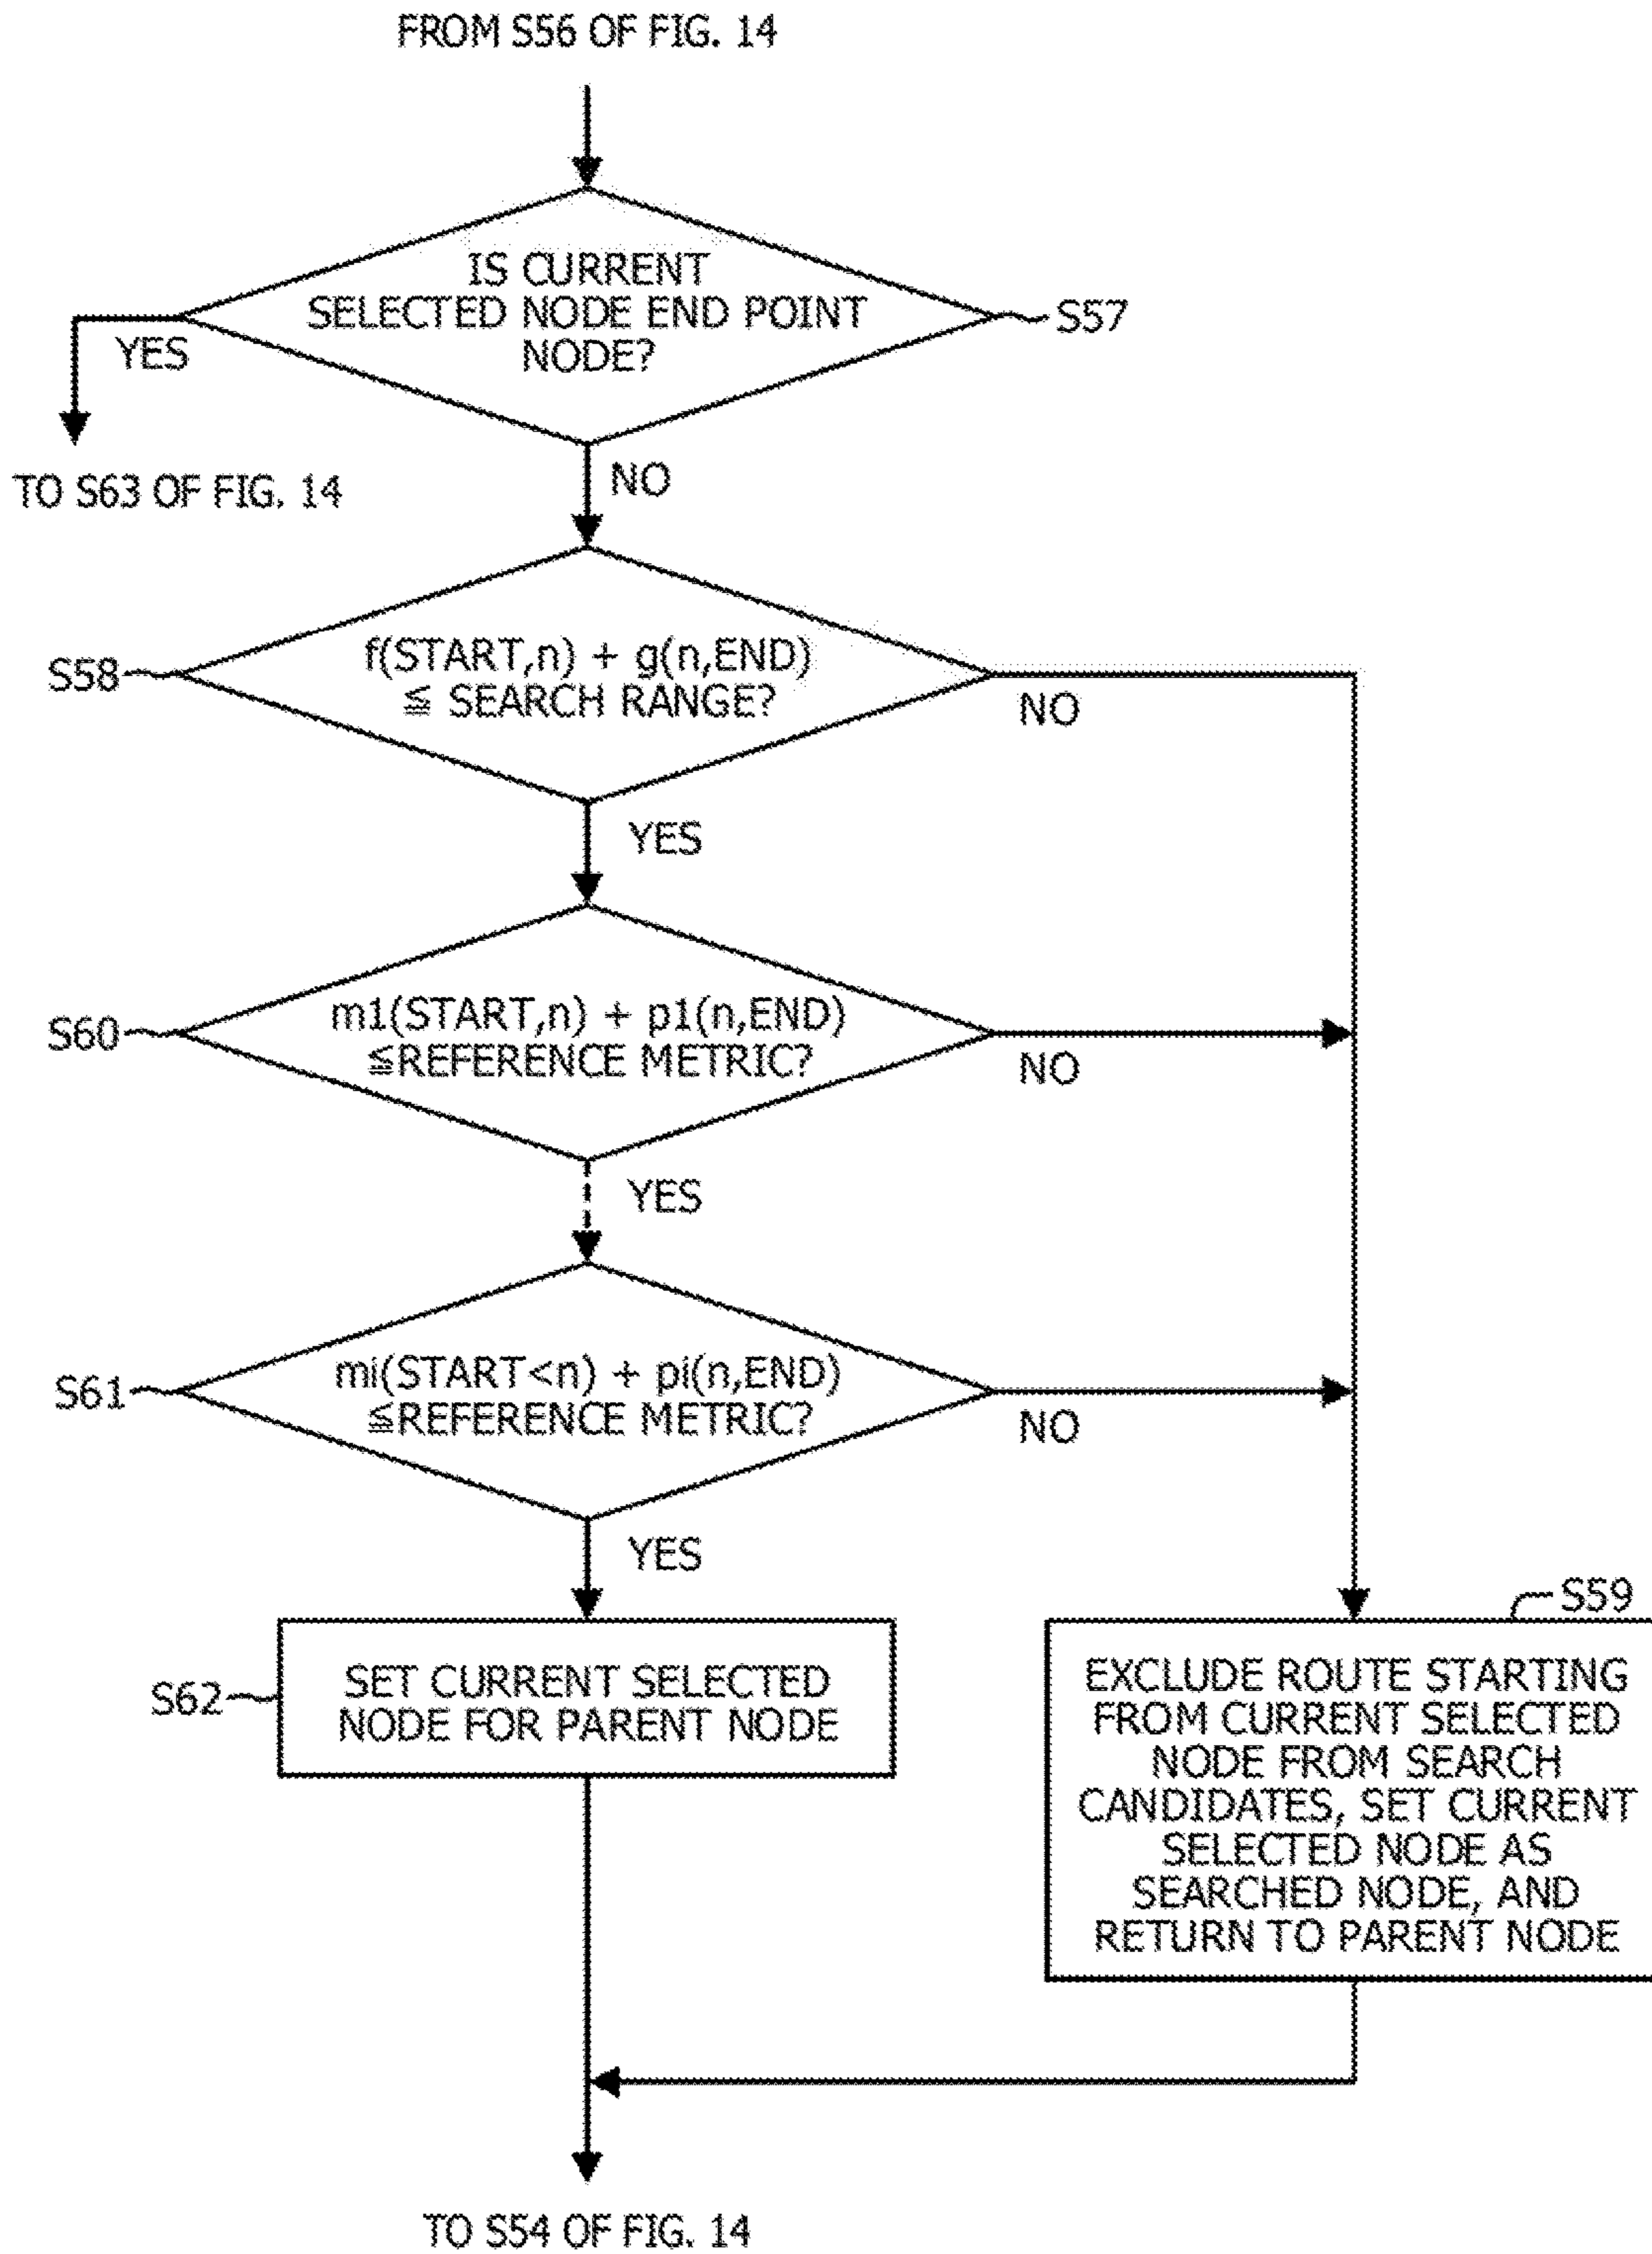 FROM S56 OF FIG. 14
IS CURRENT
SELECTED NODE END POINT
NODE?
S57
YES
TO S63 OF FIG. 14
NO
S58
f(START,n) + g(n,END)
≦ SEARCH RANGE?
NO
YES
S60
m1(START,n) + p1(n,END)
≦REFERENCE METRIC?
NO
YES
S61
mi(START<n) + pi(n,END)
≦REFERENCE METRIC?
NO
YES
S62
SET CURRENT SELECTED
NODE FOR PARENT NODE
S59
EXCLUDE ROUTE STARTING
FROM CURRENT SELECTED
NODE FROM SEARCH
CANDIDATES, SET CURRENT
SELECTED NODE AS
SEARCHED NODE, AND
RETURN TO PARENT NODE
TO S54 OF FIG. 14